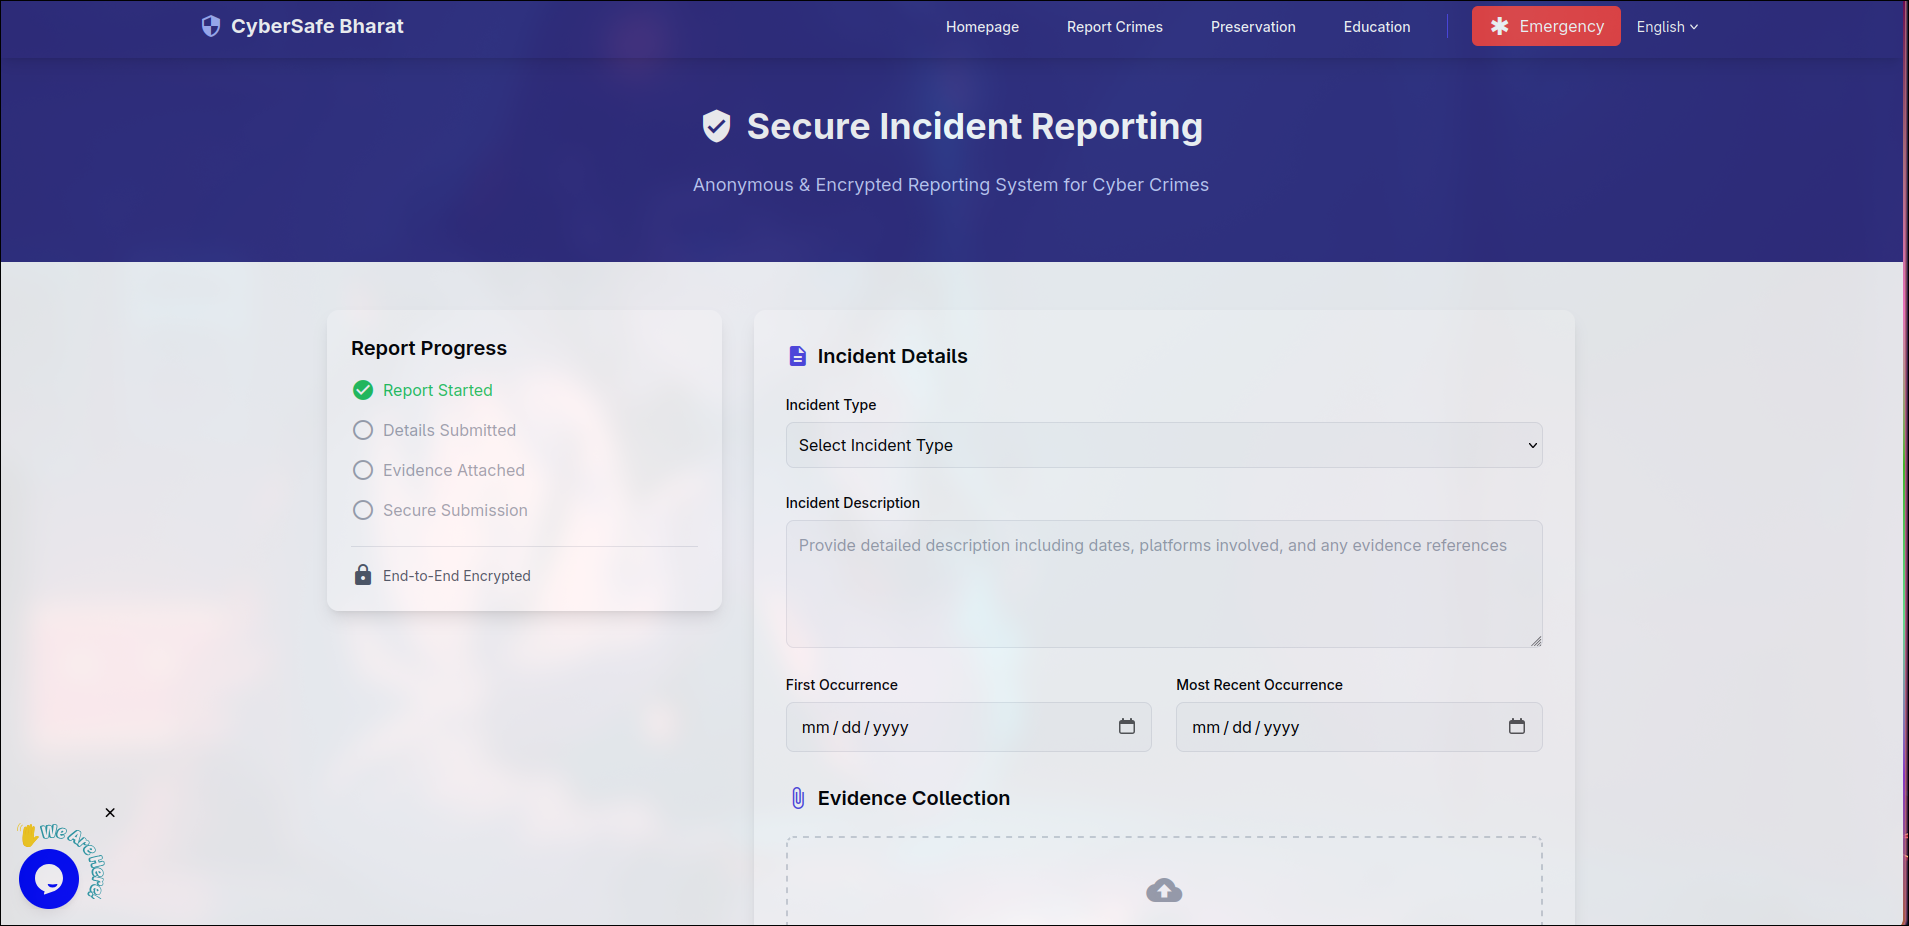 CyberSafe Bharat
Homepage
Report Crimes
Preservation
Education
Emergency
English
Secure Incident Reporting
Anonymous & Encrypted Reporting System for Cyber Crimes
Report Progress
Report Started
Details Submitted
Evidence Attached
Secure Submission
End-to-End Encrypted
Incident Details
Incident Type
Select Incident Type
Incident Description
Provide detailed description including dates, platforms involved, and any evidence references
First Occurrence
Most Recent Occurrence
mm/dd/yyyy
mm/dd/yyyy
Evidence Collection
We Are Here!